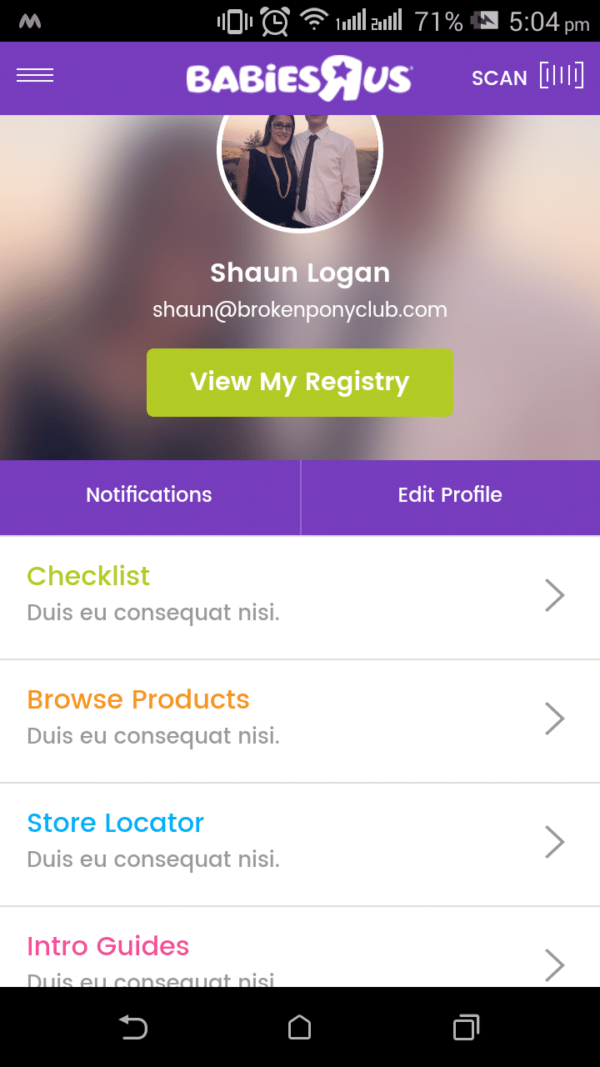 71% 5:04 pm
BABIESRUS SCAN
Shaun Logan
shaun@brokenponyclub.com
View My Registry
Notifications Edit Profile
Checklist
Duis eu consequat nisi.
Browse Products
Duis eu consequat nisi.
Store Locator
Duis eu consequat nisi.
Intro Guides
Duis eu consequat nisi